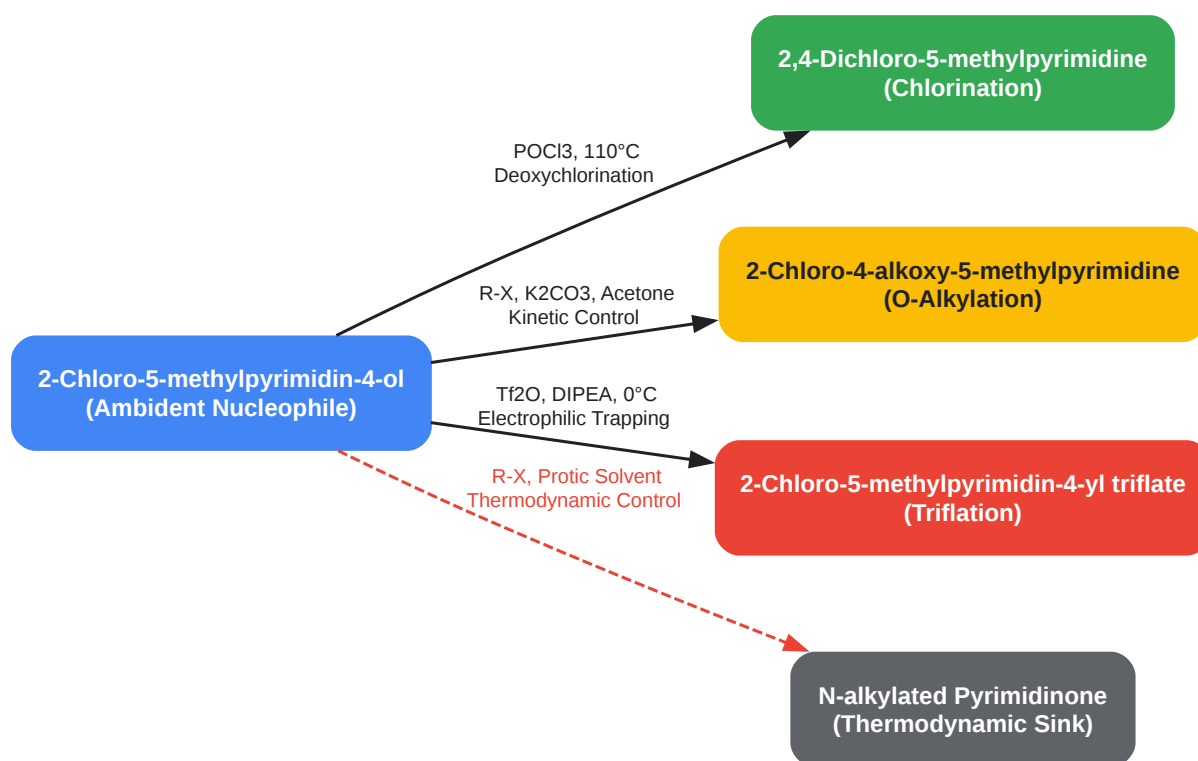 2,4-Dichloro-5-methylpyrimidine
(Chlorination)
POCl3, 110°C
Deoxychlorination
2-Chloro-4-alkoxy-5-methylpyrimidine
(O-Alkylation)
R-X, K2CO3, Acetone
Kinetic Control
2-Chloro-5-methylpyrimidin-4-ol
(Ambident Nucleophile)
Tf2O, DIPEA, 0°C
Electrophilic Trapping
2-Chloro-5-methylpyrimidin-4-yl triflate
(Triflation)
R-X, Protic Solvent
Thermodynamic Control
N-alkylated Pyrimidinone
(Thermodynamic Sink)